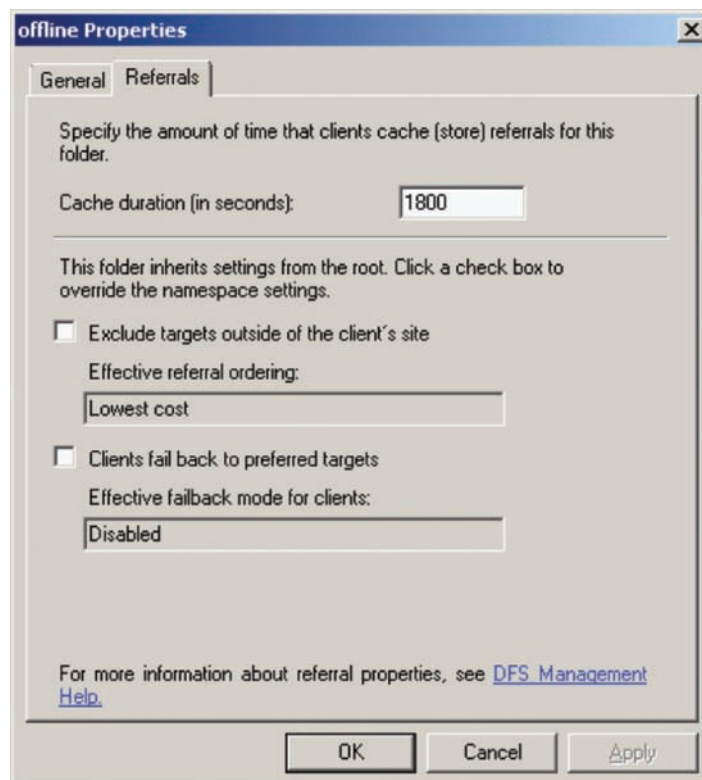 offline Properties
General
Referrals
Specify the amount of time that clients cache (store) referrals for this
folder.
Cache duration (in seconds):
1800
This folder inherits settings from the root. Click a check box to
override the namespace settings.
Exclude targets outside of the client's site
Effective referral ordering:
Lowest cost
Clients fail back to preferred targets
Effective failback mode for clients:
Disabled
For more information about referral properties, see DFS Management
Help.
OK
Cancel
Apply